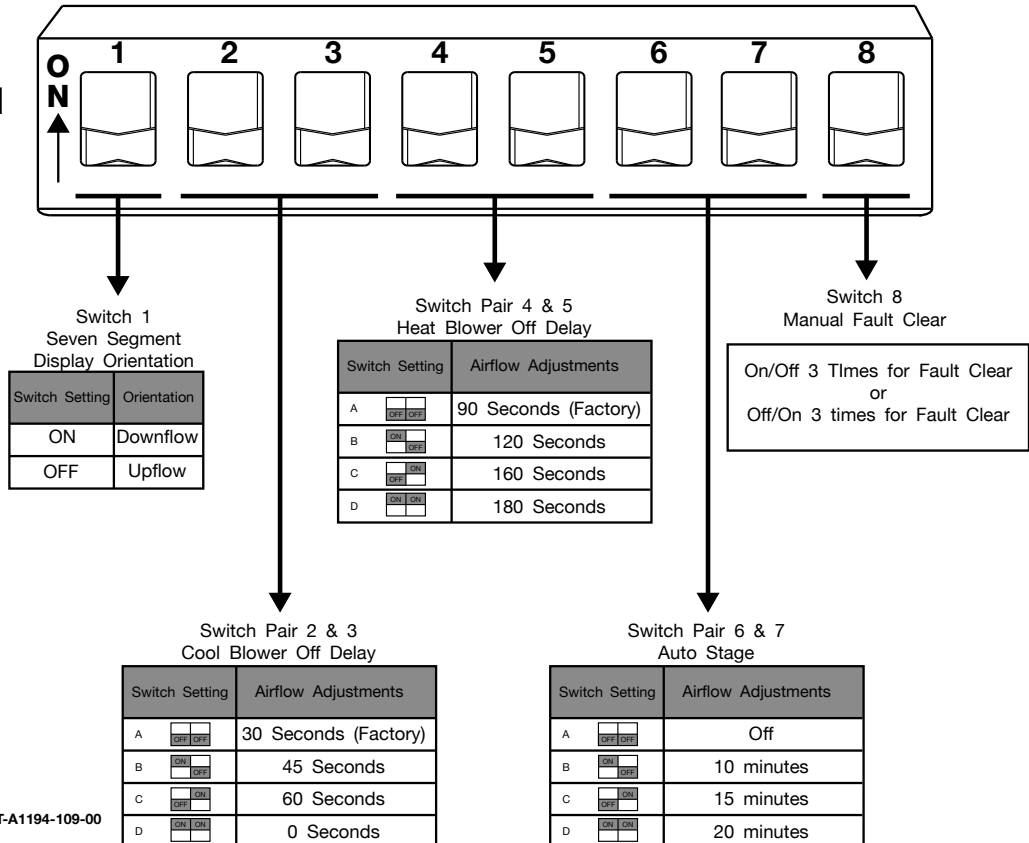 1 2 3 4 5 6 7 8
ON
Switch 1
Seven Segment
Display Orientation
Switch Setting Orientation
ON Downflow
OFF Upflow
Switch Pair 4 & 5
Heat Blower Off Delay
Switch Setting Airflow Adjustments
A OFF OFF 90 Seconds (Factory)
B ON OFF 120 Seconds
C OFF ON 160 Seconds
D ON ON 180 Seconds
Switch 8
Manual Fault Clear
On/Off 3 TImes for Fault Clear
or
Off/On 3 times for Fault Clear
Switch Pair 2 & 3
Cool Blower Off Delay
Switch Setting Airflow Adjustments
A OFF OFF 30 Seconds (Factory)
B ON OFF 45 Seconds
C OFF ON 60 Seconds
D ON ON 0 Seconds
Switch Pair 6 & 7
Auto Stage
Switch Setting Airflow Adjustments
A OFF OFF Off
B ON OFF 10 minutes
C OFF ON 15 minutes
D ON ON 20 minutes
T-A1194-109-00